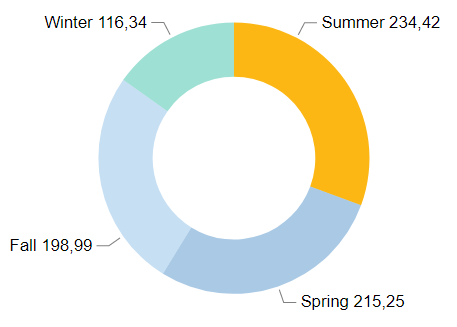 Winter 116,34
Summer 234,42
Fall 198,99
Spring 215,25